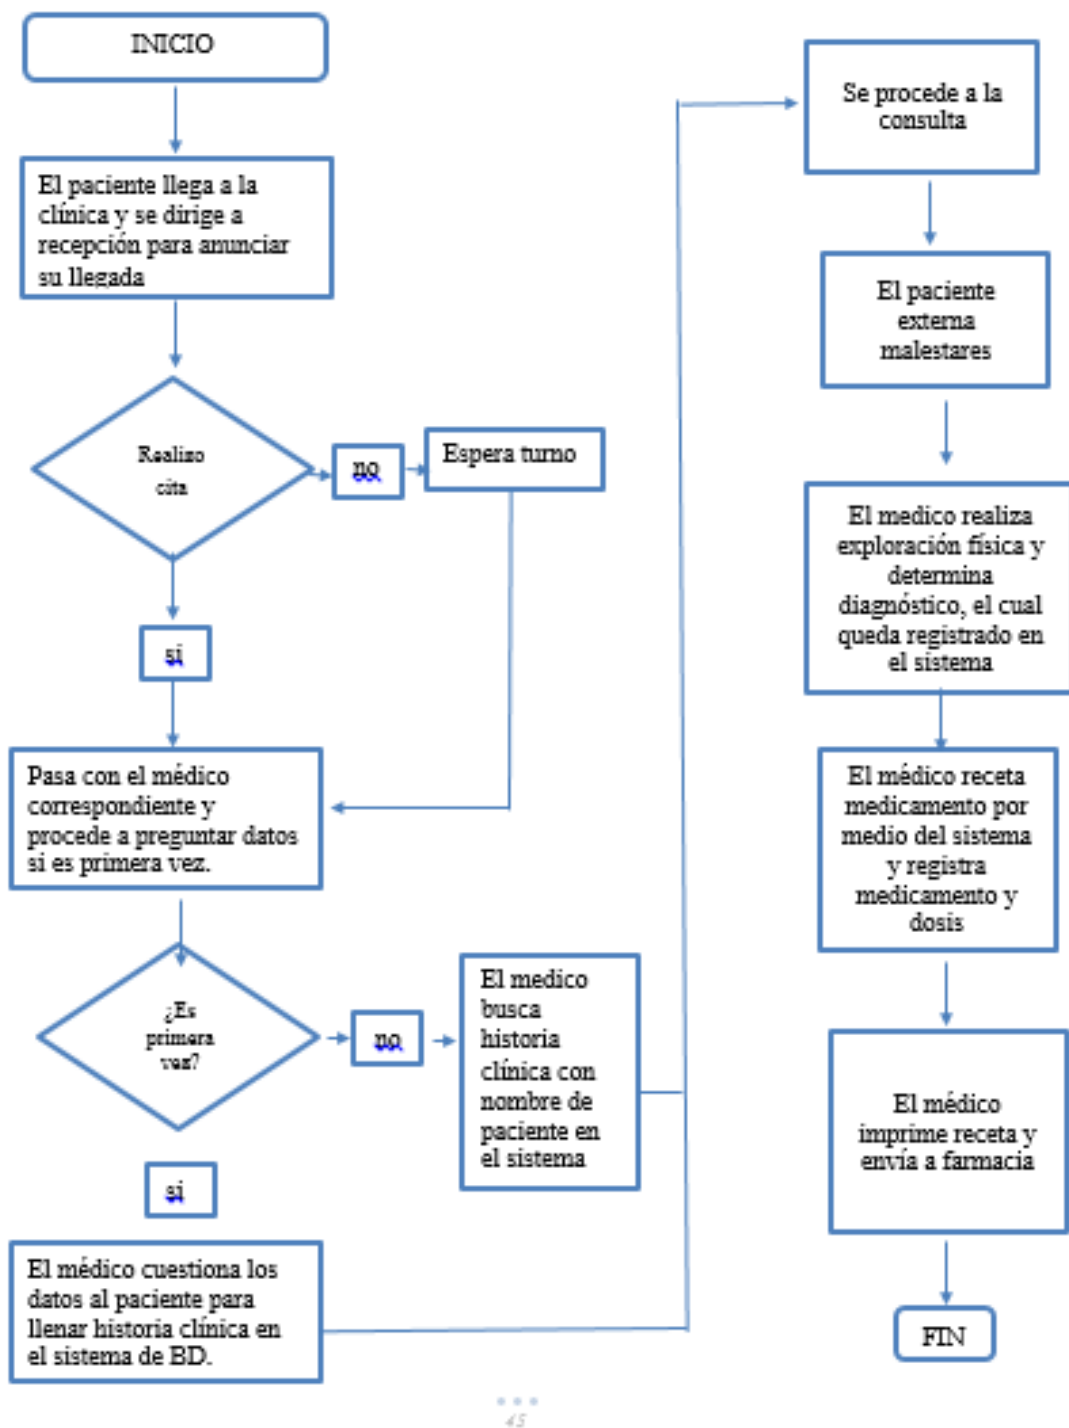 INICIO
El paciente llega a la
clínica y se dirige a
recepción para anunciar
su llegada
Realizo
cita
no
Espera turno
si
Pasa con el médico
correspondiente y
procede a preguntar datos
si es primera vez.
¿Es
primera
vez?
no
El medico
busca
historia
clínica con
nombre de
paciente en
el sistema
si
El médico cuestiona los
datos al paciente para
llenar historia clínica en
el sistema de BD.
Se procede a la
consulta
El paciente
externa
malestares
El medico realiza
exploración física y
determina
diagnóstico, el cual
queda registrado en
el sistema
El médico receta
medicamento por
medio del sistema
y registra
medicamento y
dosis
El médico
imprime receta y
envía a farmacia
FIN
45